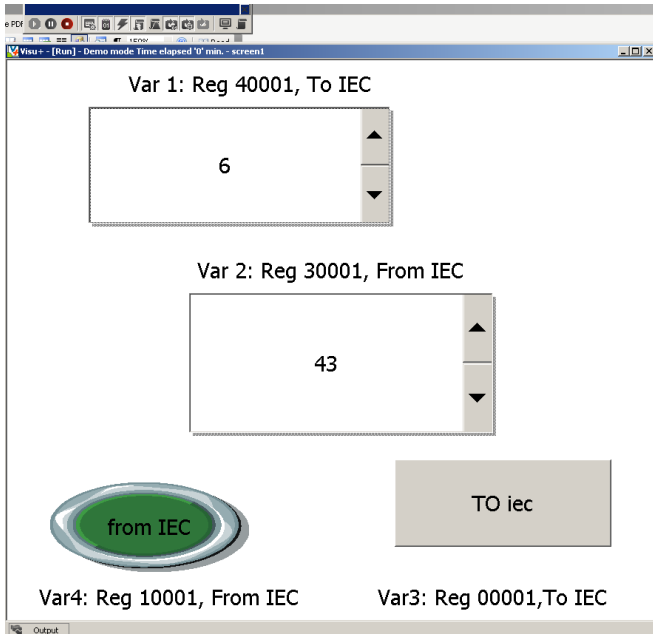 e PDF
Visu+ - [Run] - Demo mode Time elapsed '0' min. - screen1
Var 1: Reg 40001, To IEC
6
Var 2: Reg 30001, From IEC
43
from IEC
TO iec
Var4: Reg 10001, From IEC
Var3: Reg 00001,To IEC
Output